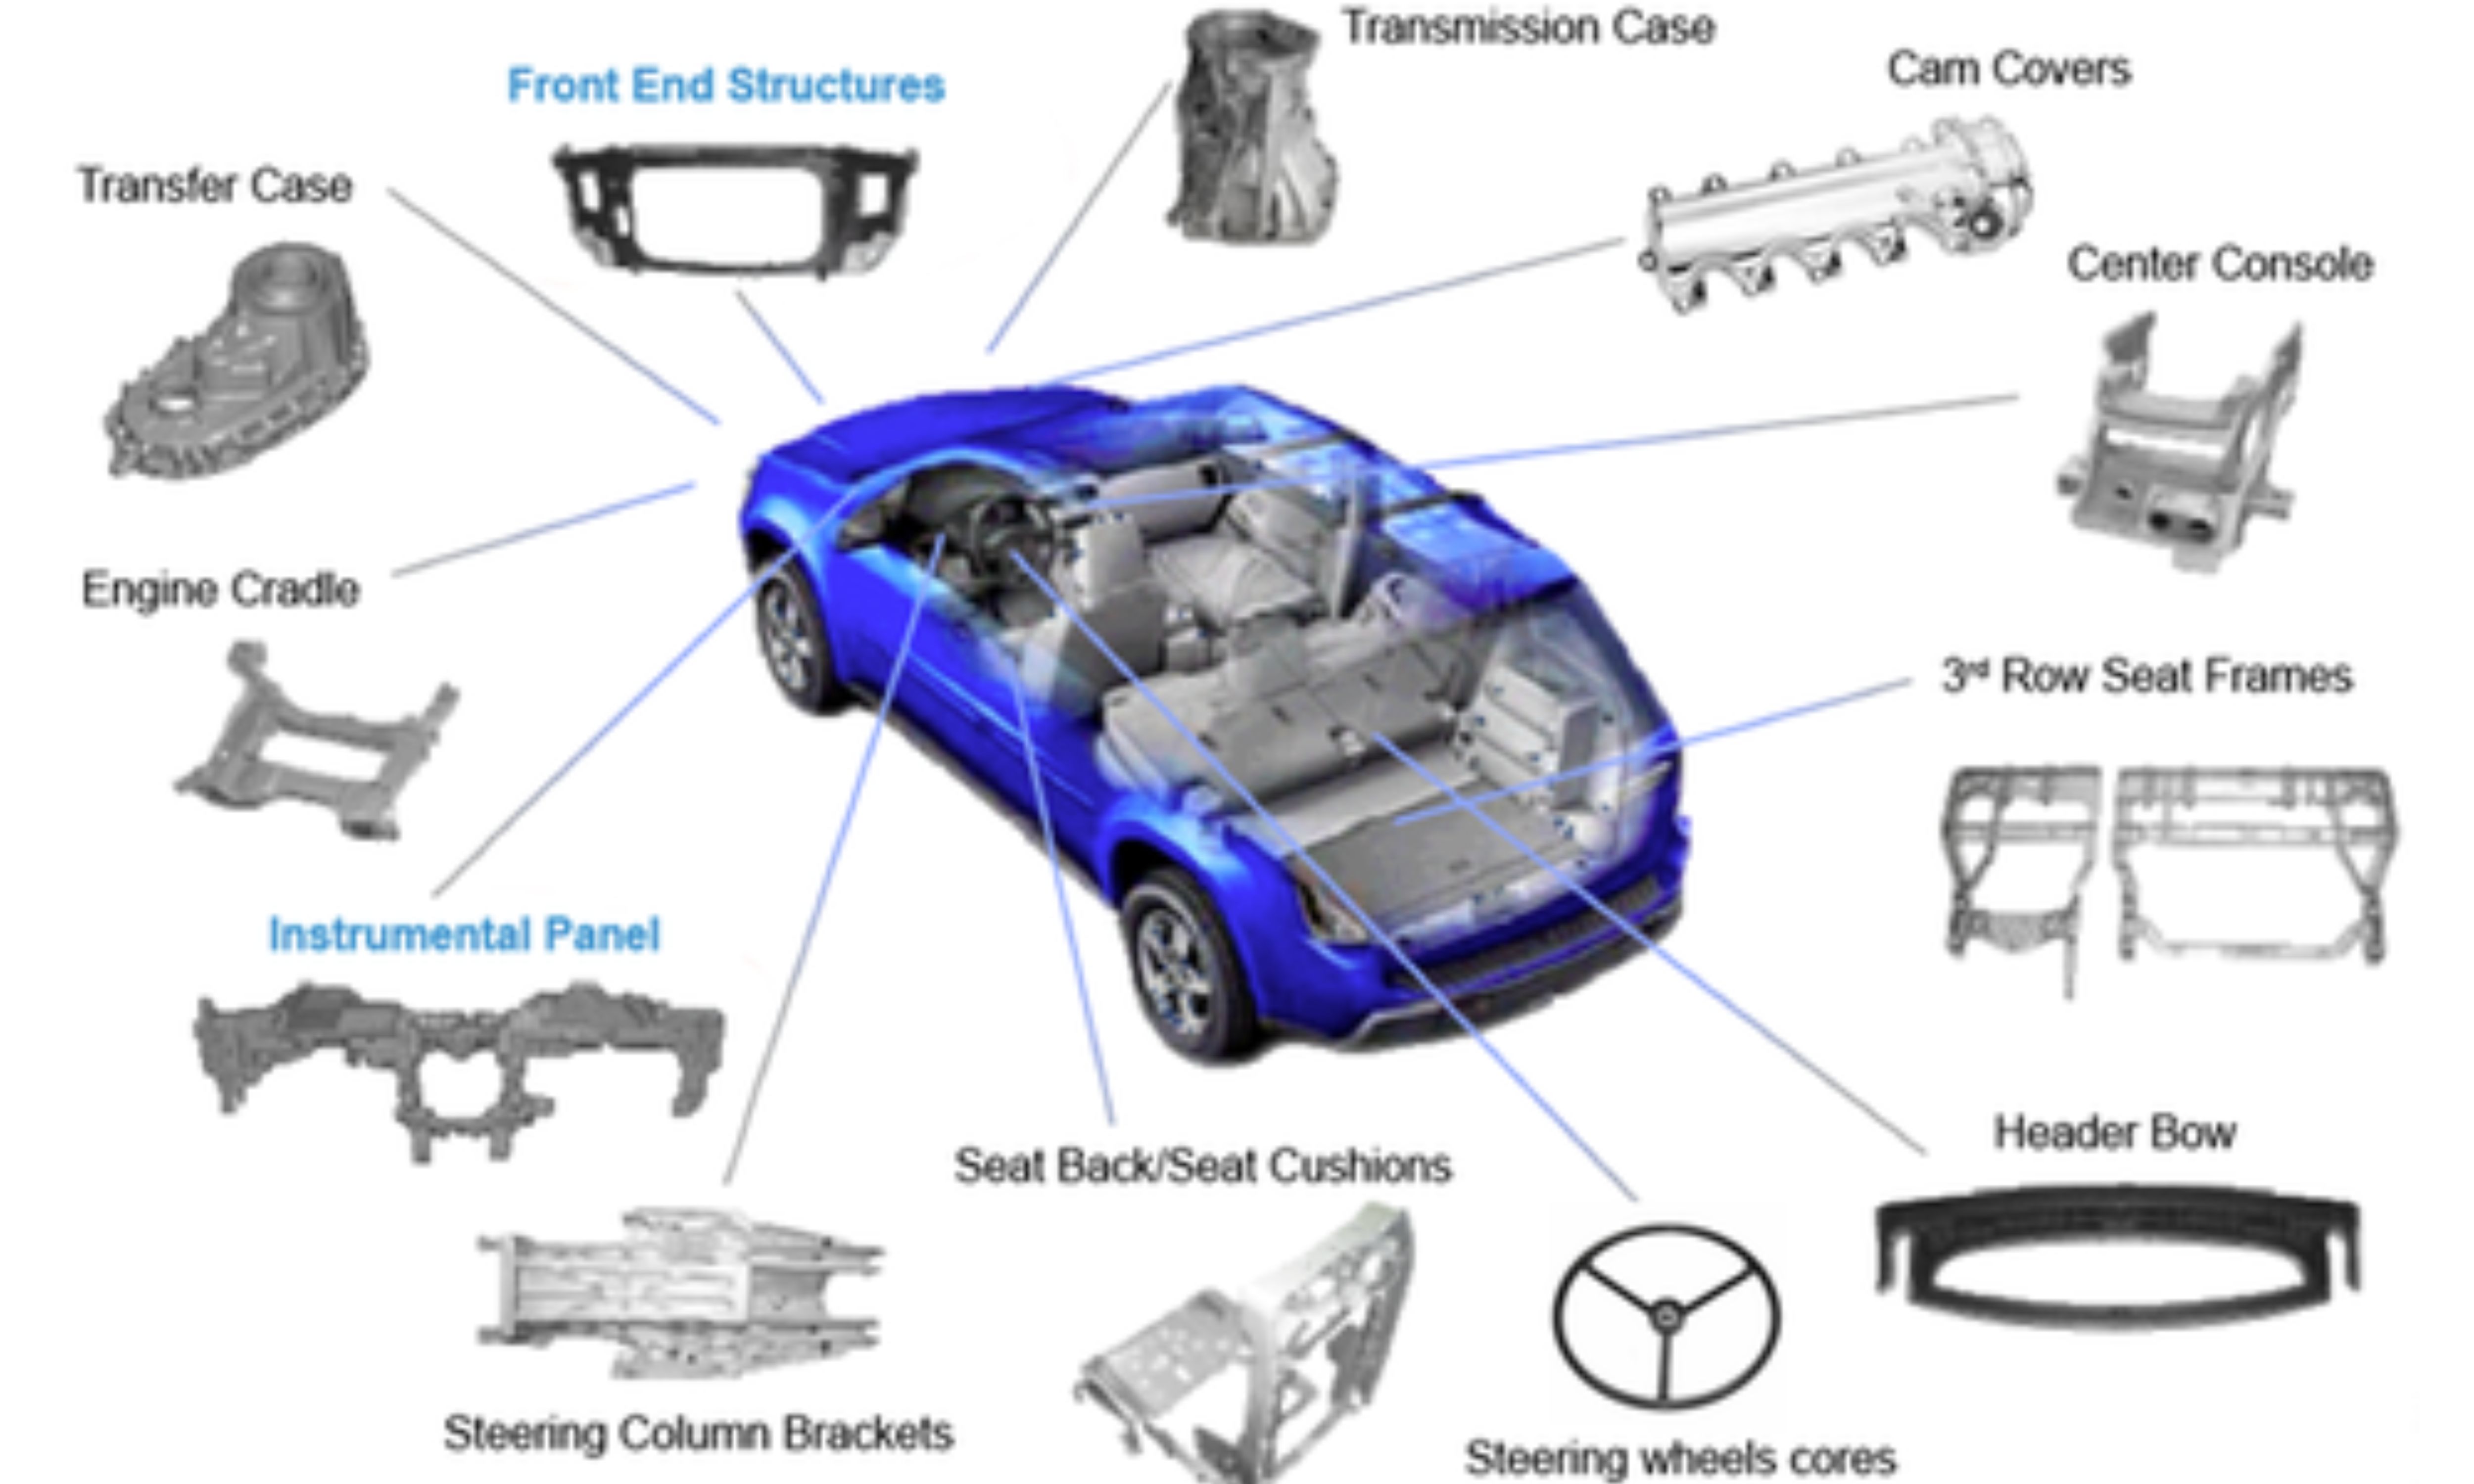 Transmission Case
Cam Covers
Front End Structures
Transfer Case
Center Console
Engine Cradle
3rd Row Seat Frames
Instrumental Panel
Header Bow
Seat Back/Seat Cushions
Steering Column Brackets
Steering wheels cores